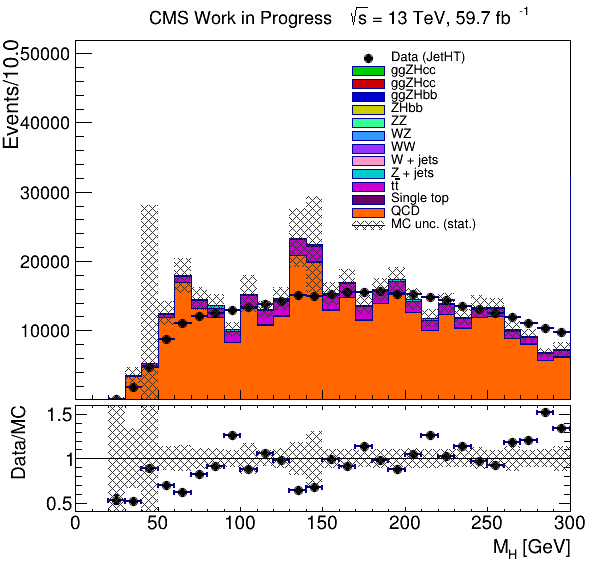 CMS Work in Progress √s = 13 TeV, 59.7 fb⁻¹
Events/10.0
50000
40000
30000
20000
10000
Data (JetHT)
ggZHcc
ggZHcc
ggZHbb
ZHbb
ZZ
WZ
WW
W + jets
Z + jets
tt̄
Single top
QCD
MC unc. (stat.)
Data/MC
1.5
1
0.5
0 50 100 150 200 250 300
M_H [GeV]